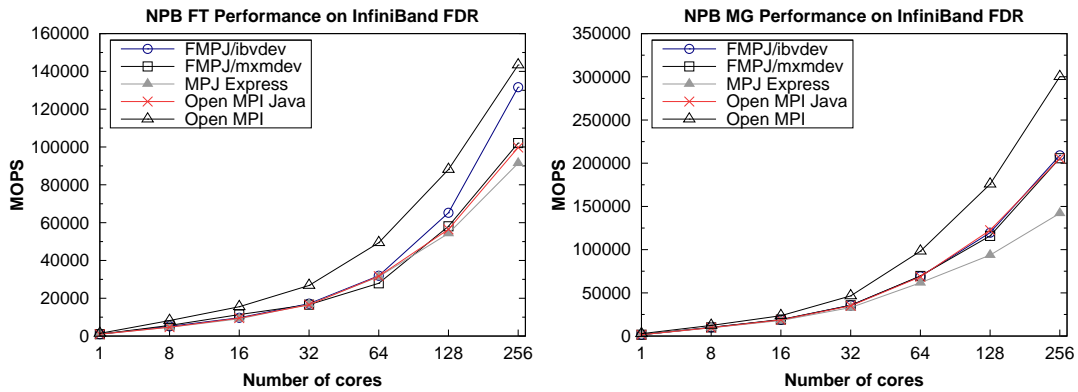 NPB FT Performance on InfiniBand FDR
160000
140000
120000
100000
80000
60000
40000
20000
0
MOPS
FMPJ/ibvdev
FMPJ/mxmdev
MPJ Express
Open MPI Java
Open MPI
1 8 16 32 64 128 256
Number of cores
NPB MG Performance on InfiniBand FDR
350000
300000
250000
200000
150000
100000
50000
0
MOPS
FMPJ/ibvdev
FMPJ/mxmdev
MPJ Express
Open MPI Java
Open MPI
1 8 16 32 64 128 256
Number of cores